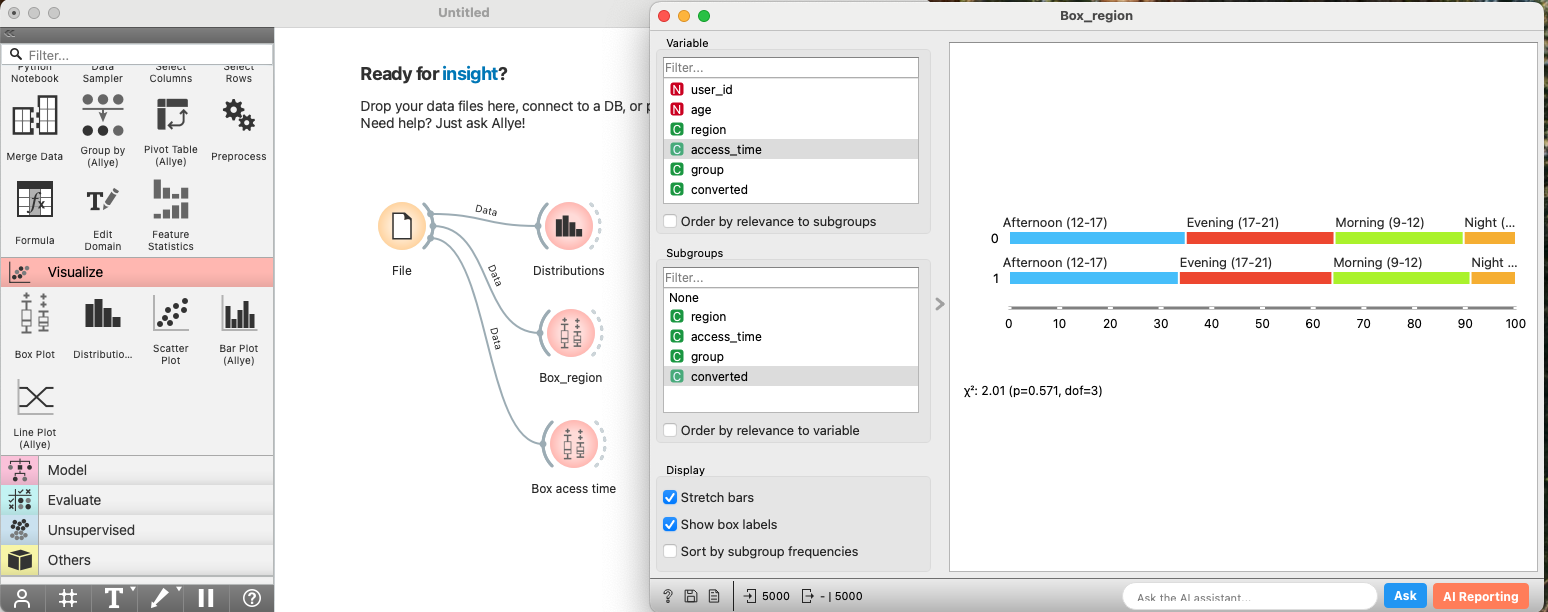 Untitled
Filter...
Python Notebook
Data Sampler
Select Columns
Select Rows
Merge Data
Group by (Allye)
Pivot Table (Allye)
Preprocess
Formula
Edit Domain
Feature Statistics
Visualize
Box Plot
Distributio...
Scatter Plot
Bar Plot (Allye)
Line Plot (Allye)
Model
Evaluate
Unsupervised
Others
Ready for insight?
Drop your data files here, connect to a DB, or
Need help? Just ask Allye!
File
Data
Data
Data
Distributions
Box_region
Box acess time
Box_region
Variable
Filter...
N user_id
N age
C region
C access_time
C group
C converted
Order by relevance to subgroups
Subgroups
Filter...
None
C region
C access_time
C group
C converted
Order by relevance to variable
Display
Stretch bars
Show box labels
Sort by subgroup frequencies
Afternoon (12-17) Evening (17-21) Morning (9-12) Night (...
0
Afternoon (12-17) Evening (17-21) Morning (9-12) Night ...
1
0 10 20 30 40 50 60 70 80 90 100
χ²: 2.01 (p=0.571, dof=3)
? 5000 - | 5000
Ask the AI assistant...
Ask
AI Reporting